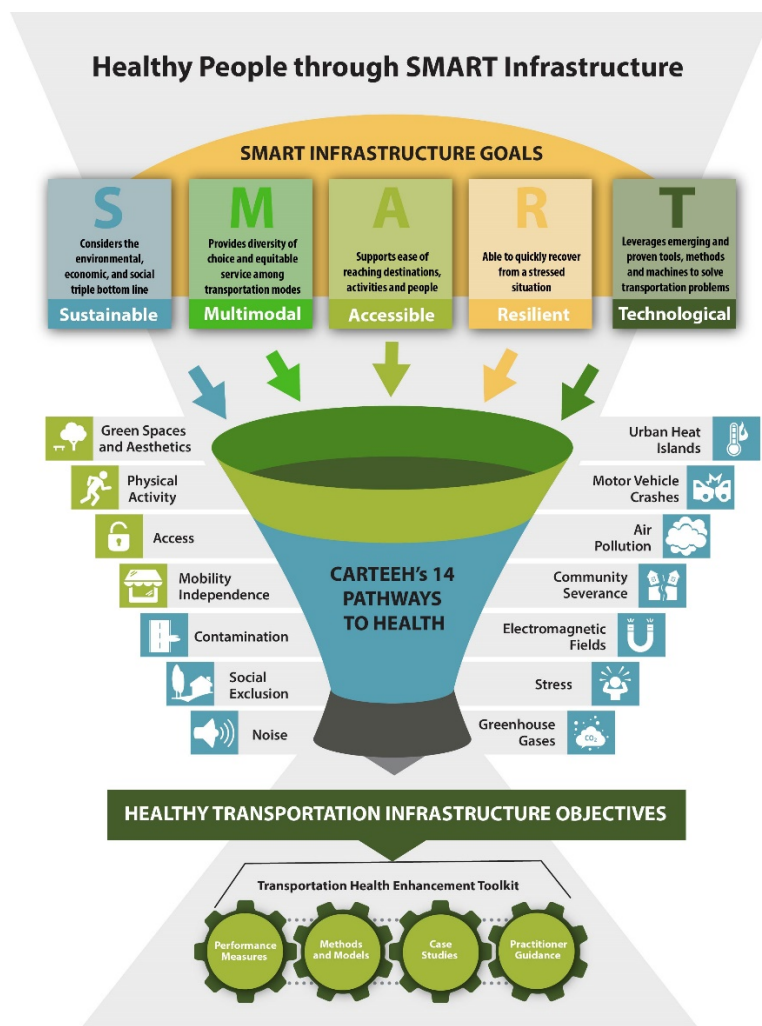 Healthy People through SMART Infrastructure
SMART INFRASTRUCTURE GOALS
S
Considers the
environmental,
economic, and social
triple bottom line
Sustainable
M
Provides diversity of
choice and equitable
service among
transportation modes
Multimodal
A
Supports ease of
reaching destinations,
activities and people
Accessible
R
Able to quickly recover
from a stressed
situation
Resilient
T
Leverages emerging and
proven tools, methods
and machines to solve
transportation problems
Technological
Green Spaces
and Aesthetics
Physical
Activity
Access
Mobility
Independence
Contamination
Social
Exclusion
Noise
CARTEEH's 14
PATHWAYS
TO HEALTH
Urban Heat
Islands
Motor Vehicle
Crashes
Air
Pollution
Community
Severance
Electromagnetic
Fields
Stress
Greenhouse
Gases
CO₂
HEALTHY TRANSPORTATION INFRASTRUCTURE OBJECTIVES
Transportation Health Enhancement Toolkit
Performance
Measures
Methods
and Models
Case
Studies
Practitioner
Guidance